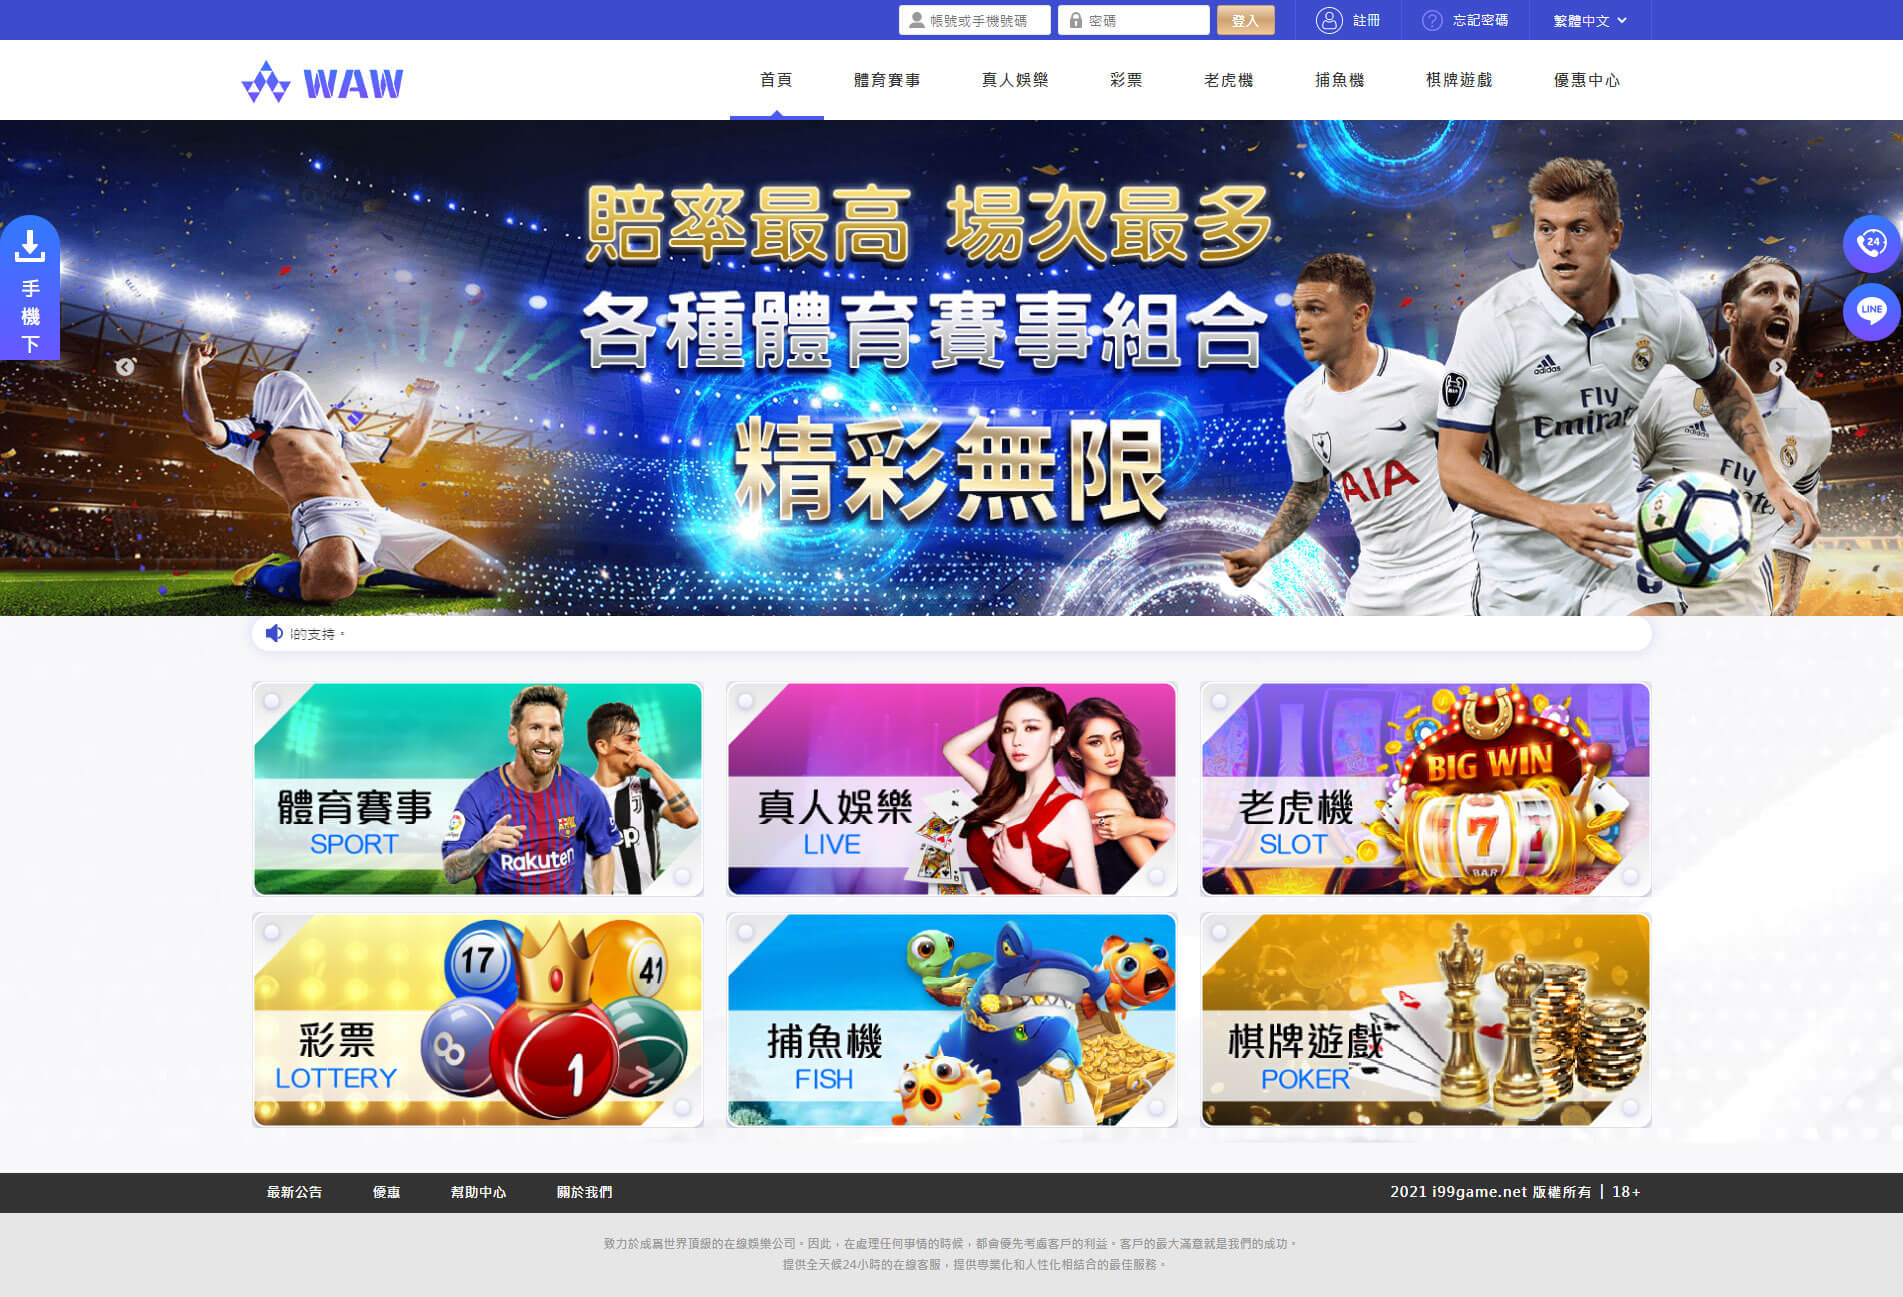 帳號或手機號碼 密碼 登入 註冊 忘記密碼 繁體中文
WAW 首頁 體育賽事 真人娛樂 彩票 老虎機 捕魚機 棋牌遊戲 優惠中心
賠率最高 場次最多
各種體育賽事組合
精彩無限
手機下
24
LINE
adidas
Fly Emirates
AIA
adidas
Fly
的支持。
體育賽事
SPORT
Rakuten
真人娛樂
LIVE
BIG WIN
7
BAR
老虎機
SLOT
17
41
8
1
彩票
LOTTERY
捕魚機
FISH
棋牌遊戲
POKER
最新公告 優惠 幫助中心 關於我們 2021 i99game.net 版權所有 | 18+
致力於成為世界頂級的在線娛樂公司。因此,在處理任何事情的時候,都會優先考慮客戶的利益。客戶的最大滿意就是我們的成功。
提供全天候24小時的在線客服,提供專業化和人性化相結合的最佳服務。